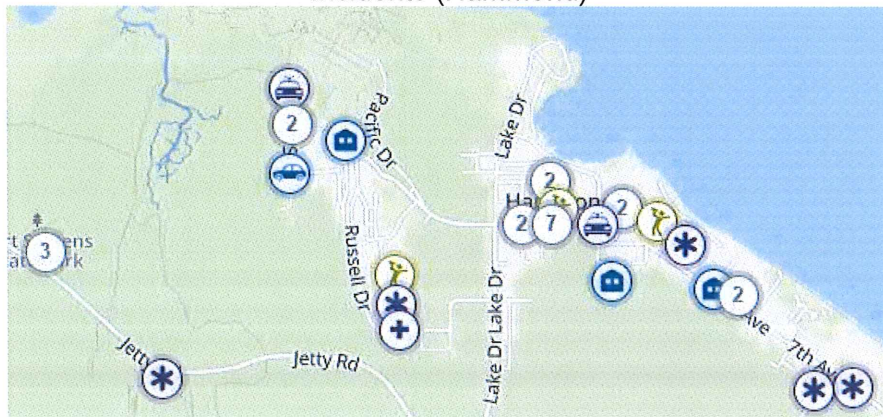 Pacific Dr
Lake Dr
2
2
2
2
7
3
Russell Dr
2
Ave
Jetty Rd
Lake Dr
Lake Dr
7th Av
Jetty